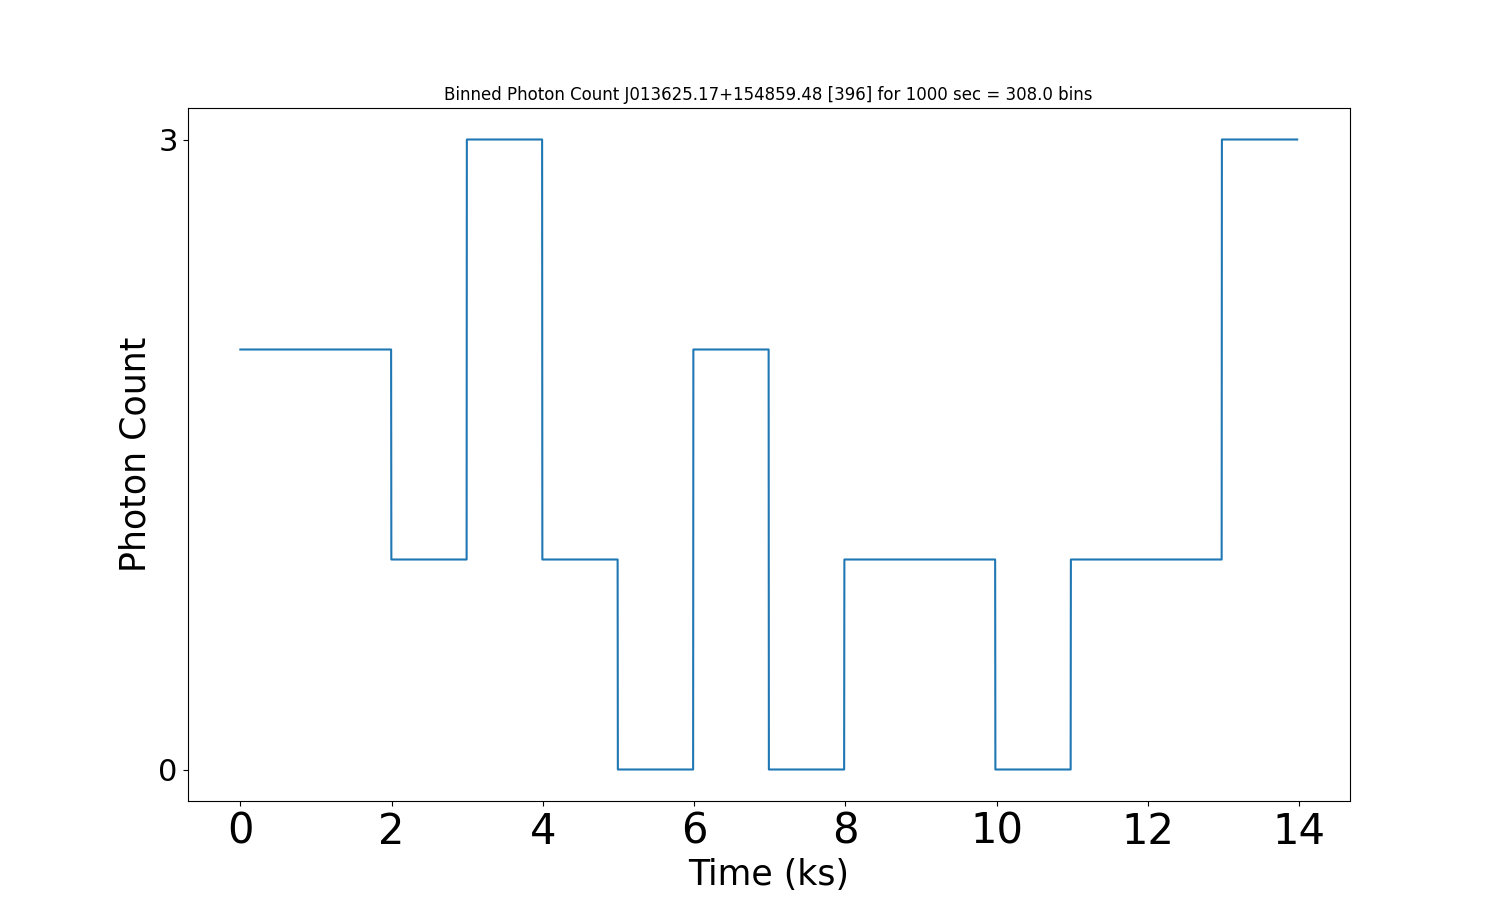 Binned Photon Count J013625.17+154859.48 [396] for 1000 sec = 308.0 bins
3
Photon Count
0
0 2 4 6 8 10 12 14
Time (ks)